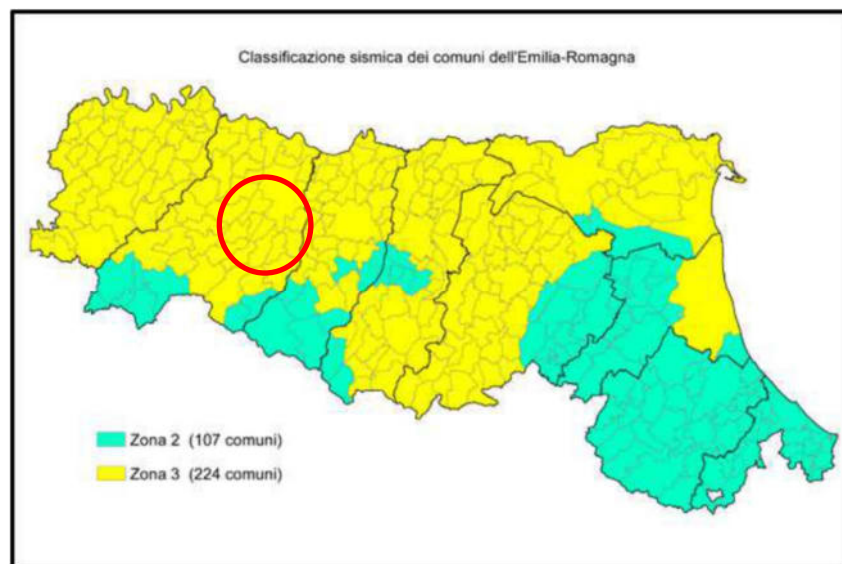 Classificazione sismica dei comuni dell'Emilia-Romagna
Zona 2 (107 comuni)
Zona 3 (224 comuni)